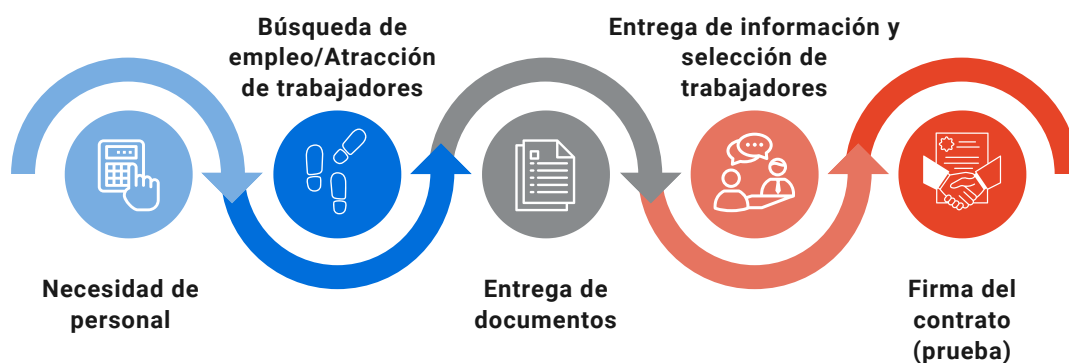 Búsqueda de
empleo/Atracción
de trabajadores
Entrega de información y
selección de
trabajadores
Necesidad de
personal
Entrega de
documentos
Firma del
contrato
(prueba)